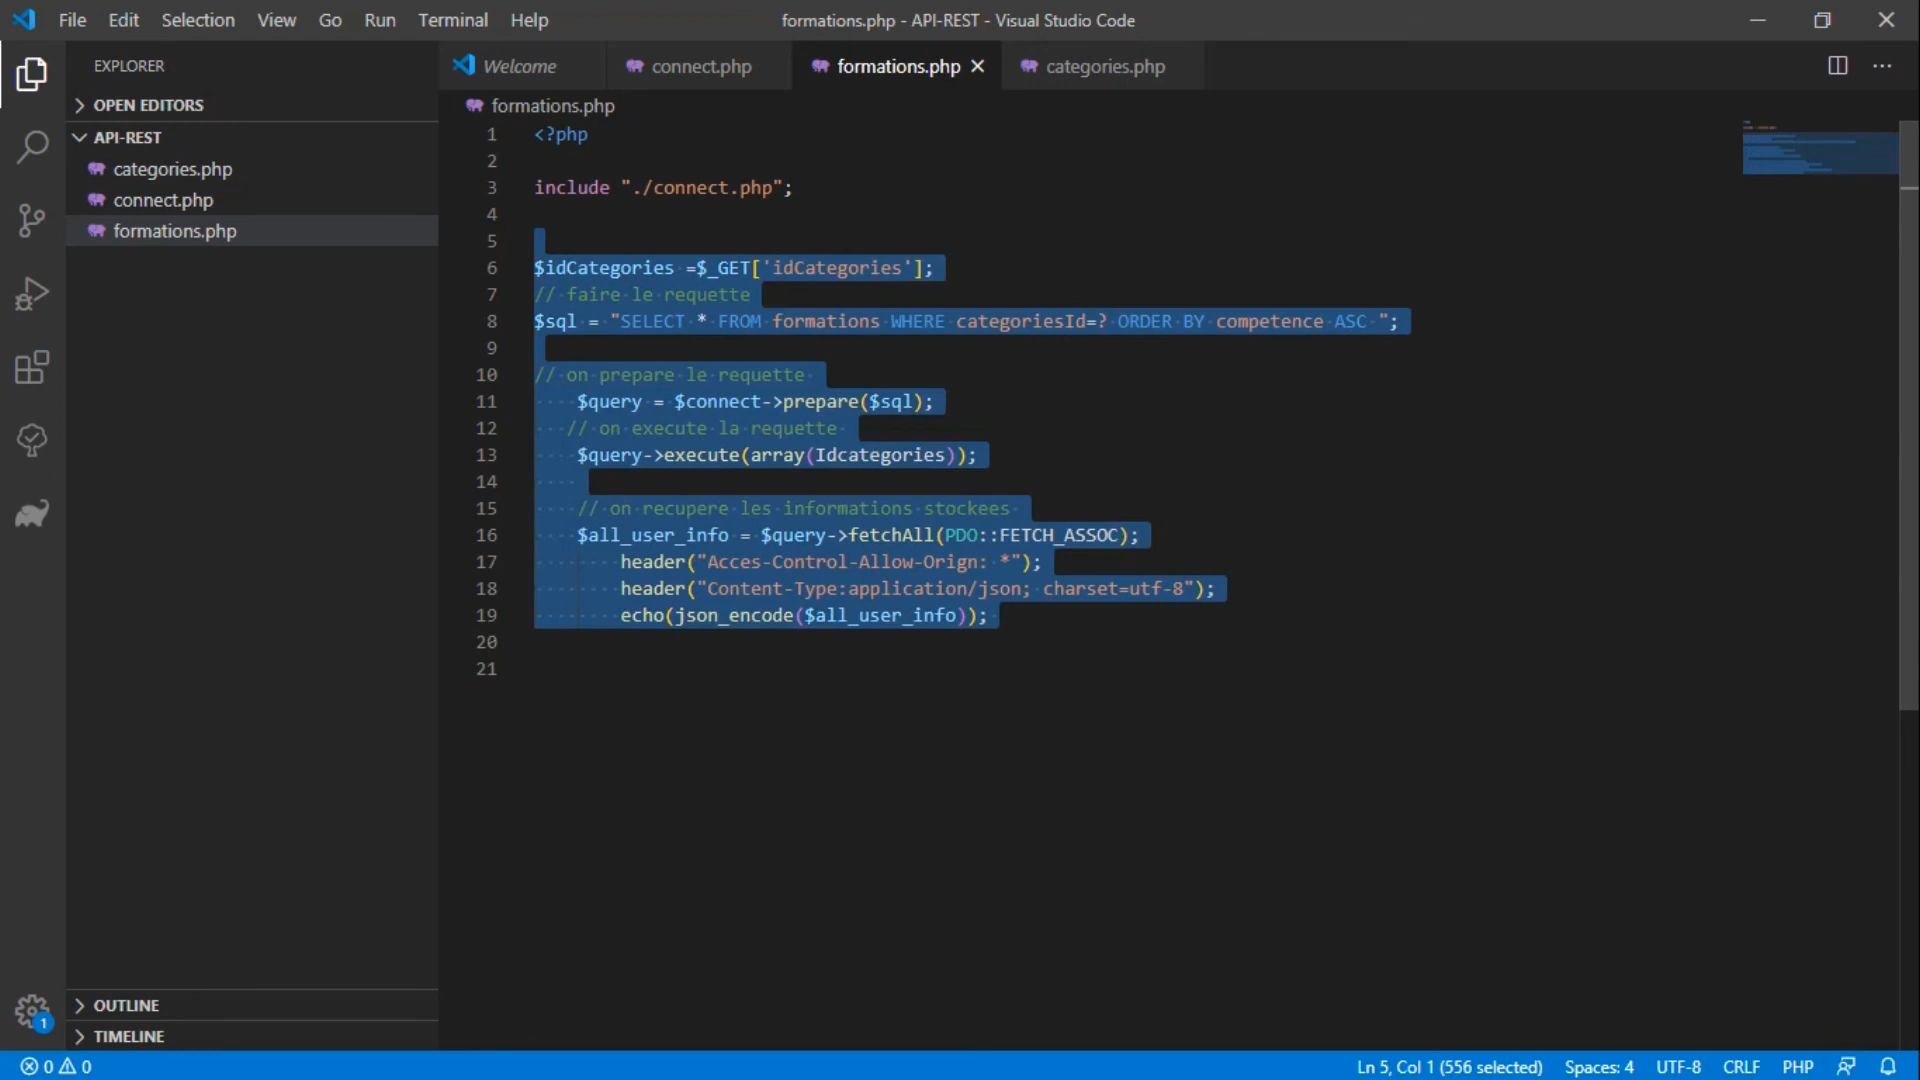 File Edit Selection View Go Run Terminal Help
formations.php - API-REST - Visual Studio Code
EXPLORER
OPEN EDITORS
API-REST
categories.php
connect.php
formations.php
OUTLINE
TIMELINE
Welcome connect.php formations.php categories.php
formations.php
1 <?php
2
3 include "./connect.php";
4
5
6 $idCategories =$_GET['idCategories'];
7 // faire le requette
8 $sql = "SELECT * FROM formations WHERE categoriesId=? ORDER BY competence ASC ";
9
10 // on prepare le requette
11 $query = $connect->prepare($sql);
12 // on execute la requette
13 $query->execute(array(Idcategories));
14
15 // on recupere les informations stockees
16 $all_user_info = $query->fetchAll(PDO::FETCH_ASSOC);
17 header("Acces-Control-Allow-Orign: *");
18 header("Content-Type:application/json; charset=utf-8");
19 echo(json_encode($all_user_info));
20
21
1
0 0
Ln 5, Col 1 (556 selected) Spaces: 4 UTF-8 CRLF PHP